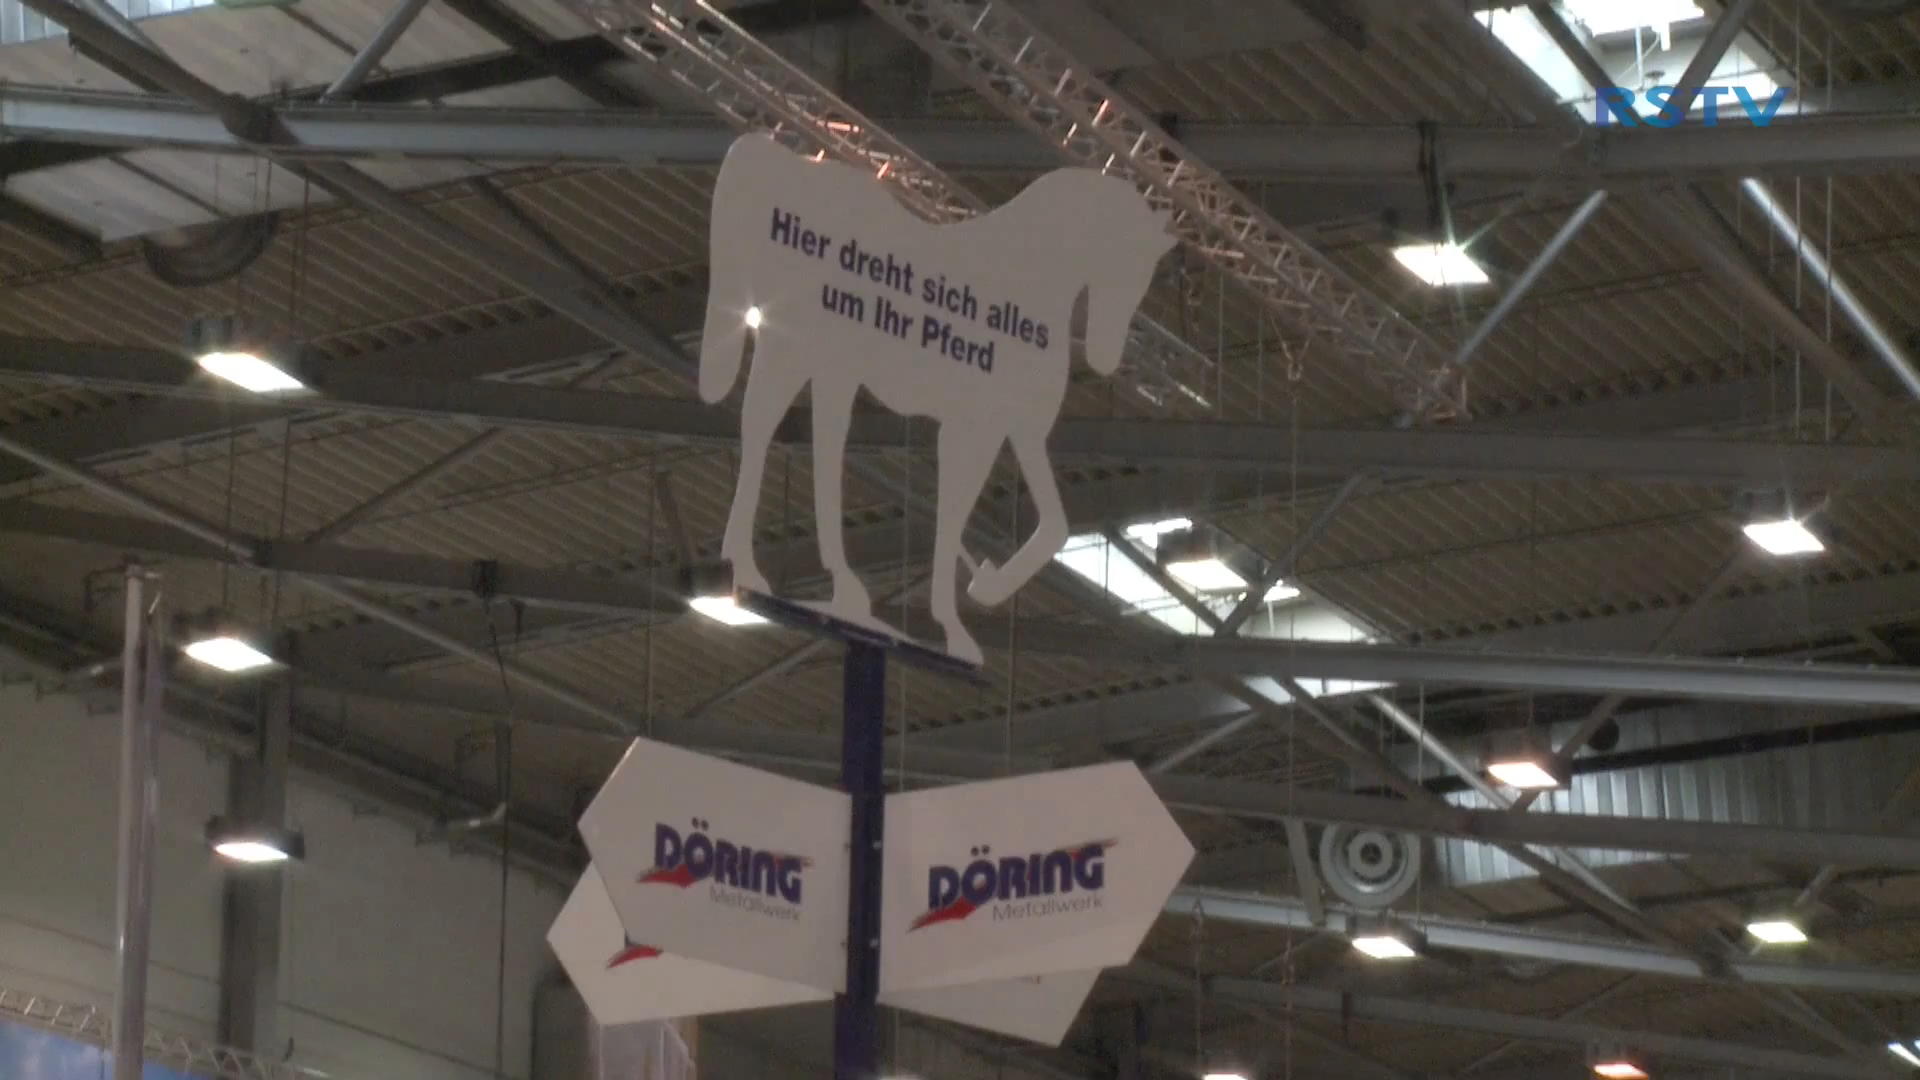 RSTV
Hier dreht sich alles
um Ihr Pferd
DÖRING
Metallwerk
DÖRING
Metallwerk